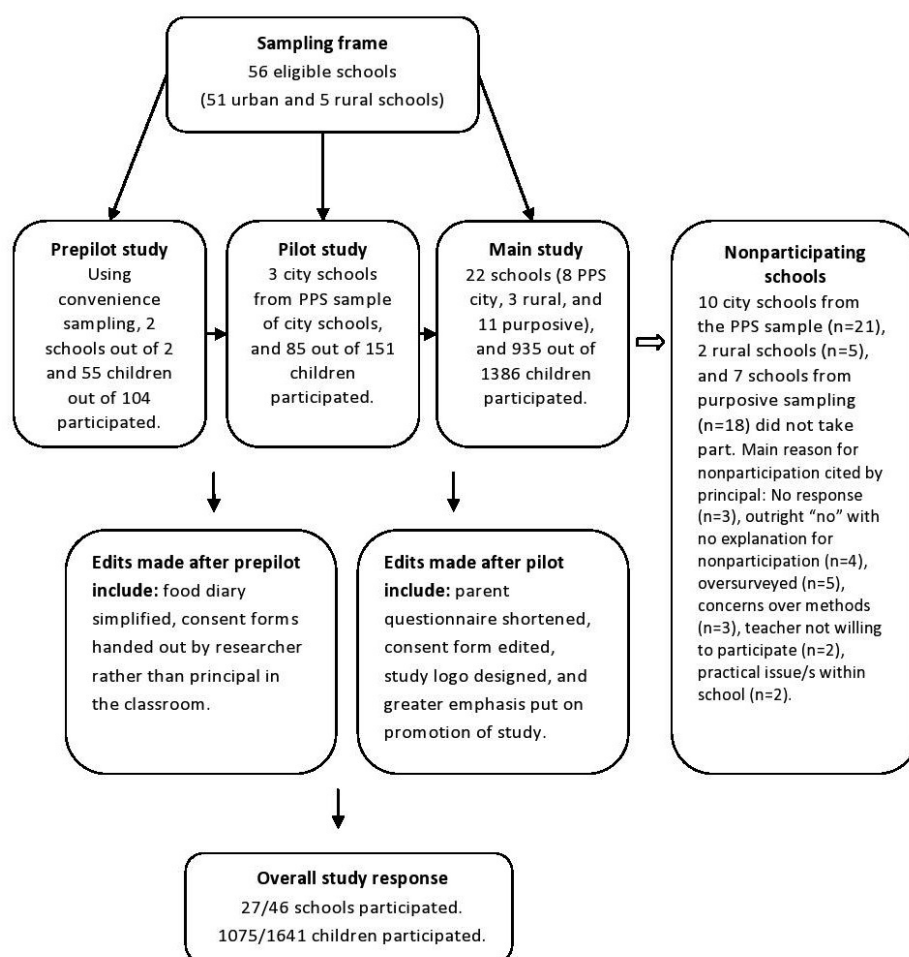 Sampling frame
56 eligible schools
(51 urban and 5 rural schools)
Prepilot study
Using
convenience
sampling, 2
schools out of 2
and 55 children
out of 104
participated.
Pilot study
3 city schools
from PPS sample
of city schools,
and 85 out of 151
children
participated.
Main study
22 schools (8 PPS
city, 3 rural, and
11 purposive),
and 935 out of
1386 children
participated.
Nonparticipating
schools
10 city schools from
the PPS sample (n=21),
2 rural schools (n=5),
and 7 schools from
purposive sampling
(n=18) did not take
part. Main reason for
nonparticipation cited by
principal: No response
(n=3), outright “no” with
no explanation for
nonparticipation (n=4),
oversurveyed (n=5),
concerns over methods
(n=3), teacher not willing
to participate (n=2),
practical issue/s within
school (n=2).
Edits made after prepilot
include: food diary
simplified, consent forms
handed out by researcher
rather than principal in
the classroom.
Edits made after pilot
include: parent
questionnaire shortened,
consent form edited,
study logo designed, and
greater emphasis put on
promotion of study.
Overall study response
27/46 schools participated.
1075/1641 children participated.